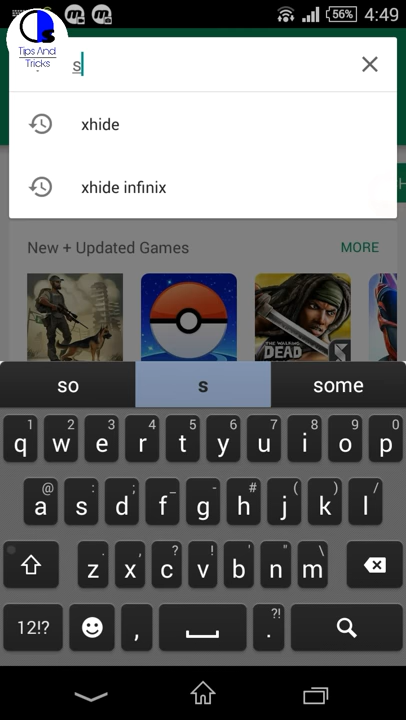 56% 4:49
Tips And
Tricks
s
xhide
xhide infinix
New + Updated Games
MORE
THE WALKING
DEAD
so s some
1 2 3 4 5 6 7 8 9 0
q w e r t y u i o p
@ : ; _ - # ( ) /
a s d f g h j k l
. , ? ! ' " \
z x c v b n m
12!? , . ?!